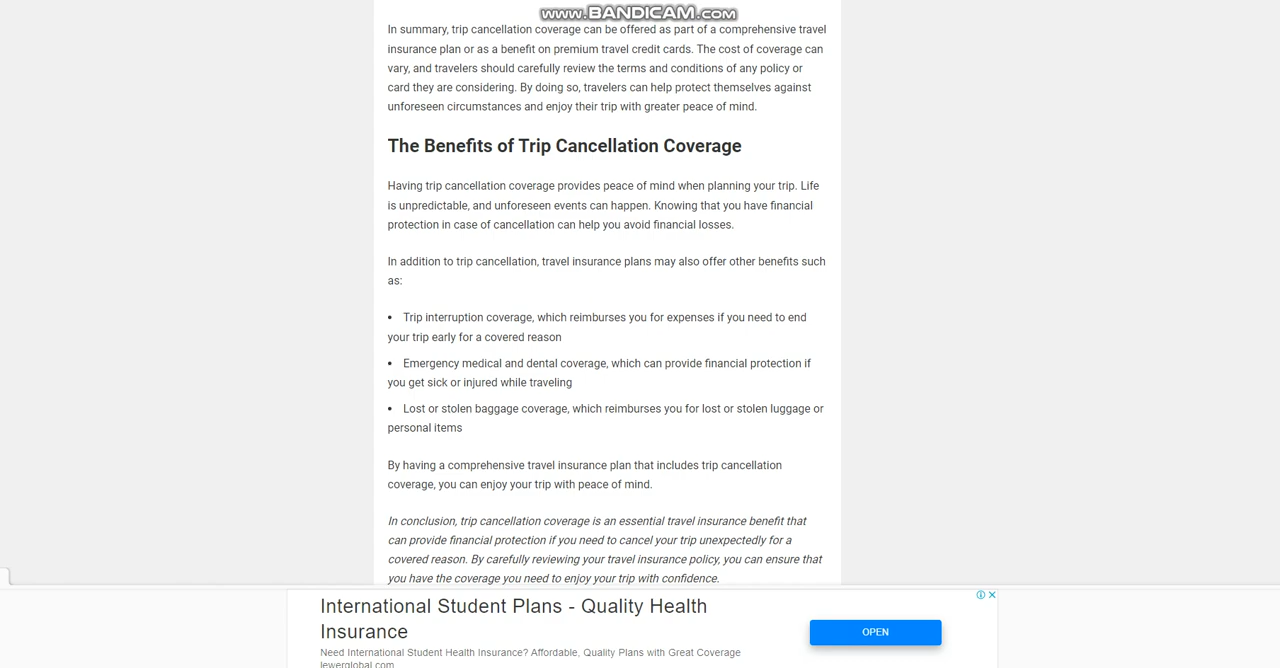 www.BANDICAM.com
In summary, trip cancellation coverage can be offered as part of a comprehensive travel
insurance plan or as a benefit on premium travel credit cards. The cost of coverage can
vary, and travelers should carefully review the terms and conditions of any policy or
card they are considering. By doing so, travelers can help protect themselves against
unforeseen circumstances and enjoy their trip with greater peace of mind.
The Benefits of Trip Cancellation Coverage
Having trip cancellation coverage provides peace of mind when planning your trip. Life
is unpredictable, and unforeseen events can happen. Knowing that you have financial
protection in case of cancellation can help you avoid financial losses.
In addition to trip cancellation, travel insurance plans may also offer other benefits such
as:
• Trip interruption coverage, which reimburses you for expenses if you need to end
your trip early for a covered reason
• Emergency medical and dental coverage, which can provide financial protection if
you get sick or injured while traveling
• Lost or stolen baggage coverage, which reimburses you for lost or stolen luggage or
personal items
By having a comprehensive travel insurance plan that includes trip cancellation
coverage, you can enjoy your trip with peace of mind.
In conclusion, trip cancellation coverage is an essential travel insurance benefit that
can provide financial protection if you need to cancel your trip unexpectedly for a
covered reason. By carefully reviewing your travel insurance policy, you can ensure that
you have the coverage you need to enjoy your trip with confidence.
International Student Plans - Quality Health
Insurance
Need International Student Health Insurance? Affordable, Quality Plans with Great Coverage
lewerglobal.com
OPEN